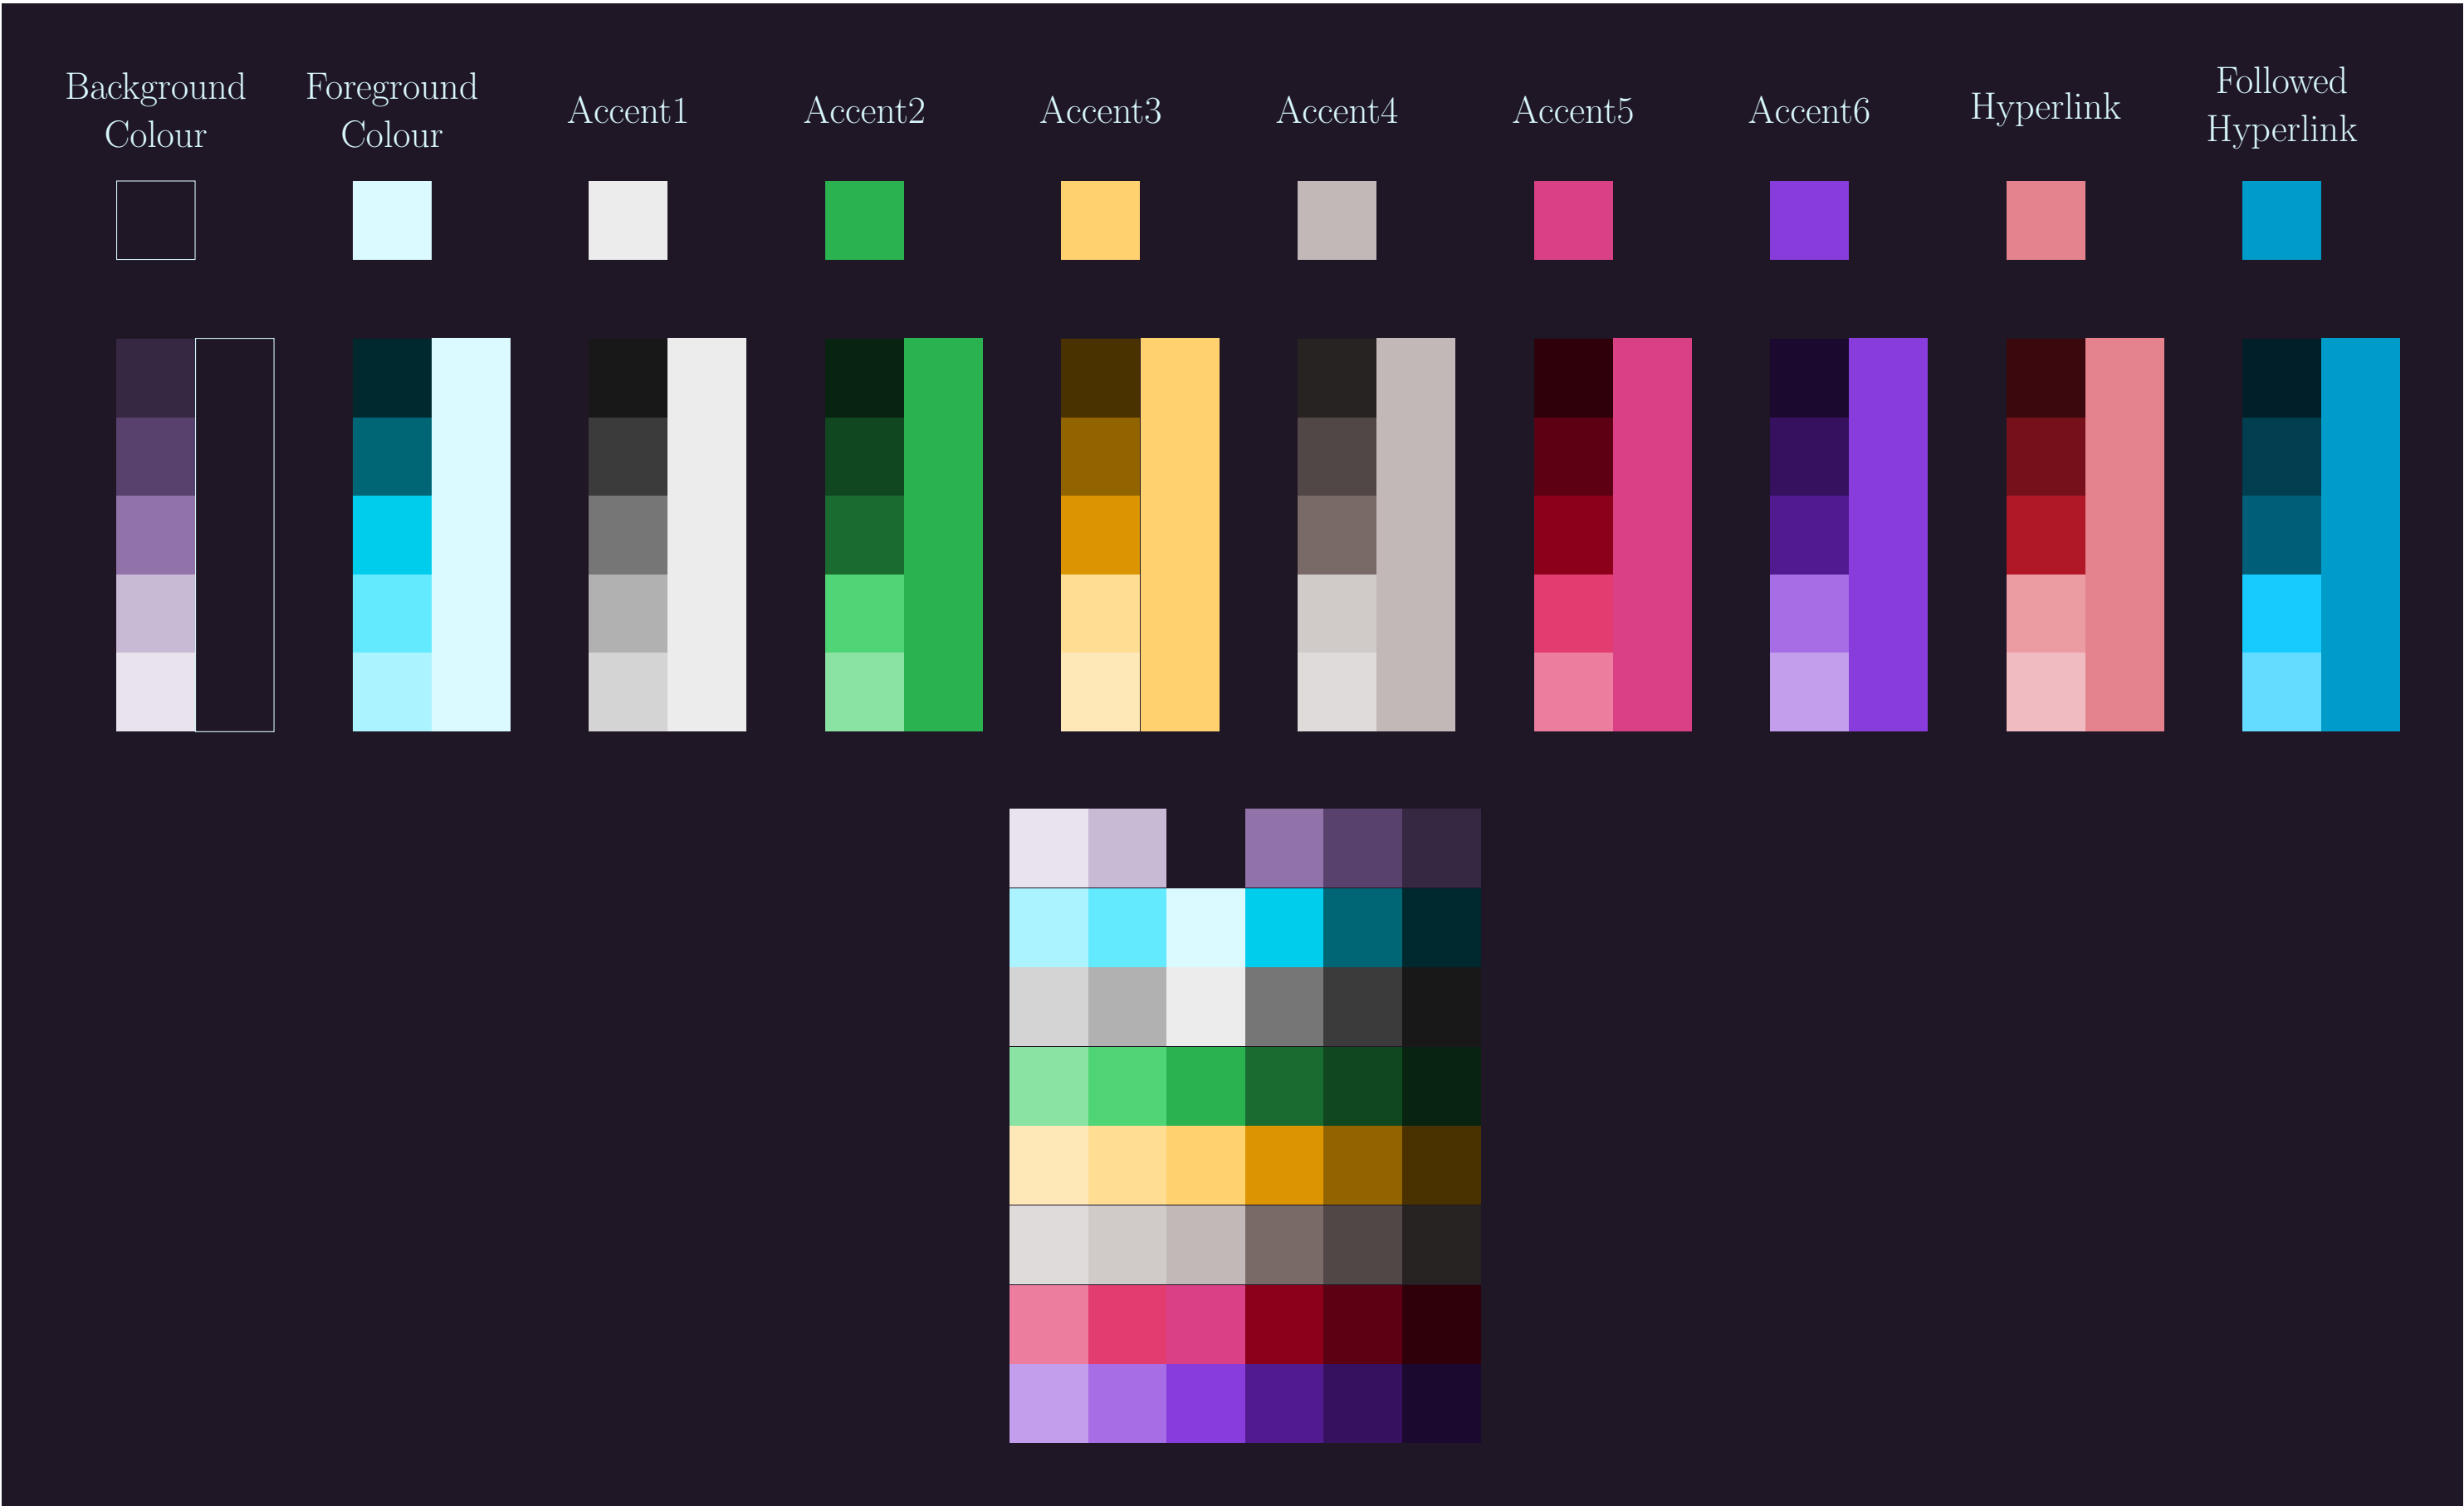 Background
Colour
Foreground
Colour
Accent1
Accent2
Accent3
Accent4
Accent5
Accent6
Hyperlink
Followed
Hyperlink